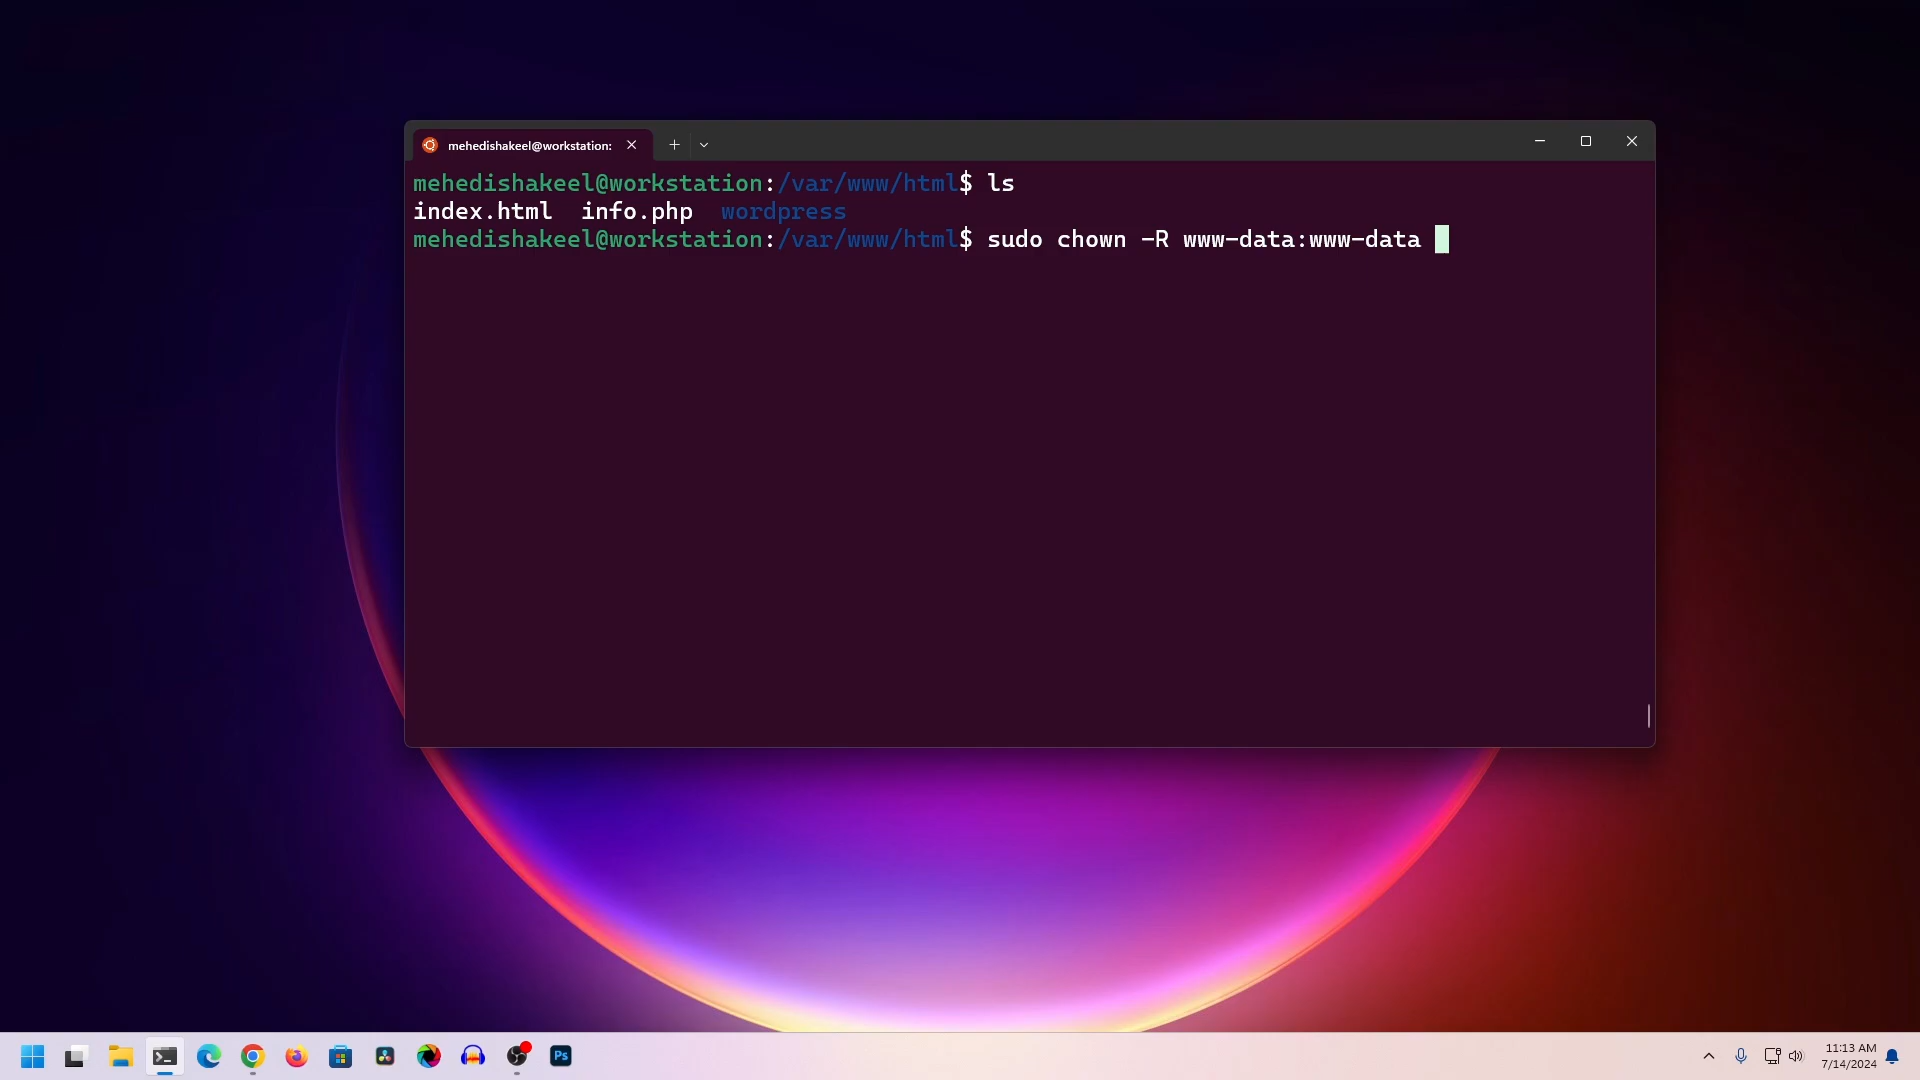 mehedishakeel@workstation:
mehedishakeel@workstation:/var/www/html$ ls
index.html  info.php  wordpress
mehedishakeel@workstation:/var/www/html$ sudo chown -R www-data:www-data
Ps
11:13 AM
7/14/2024